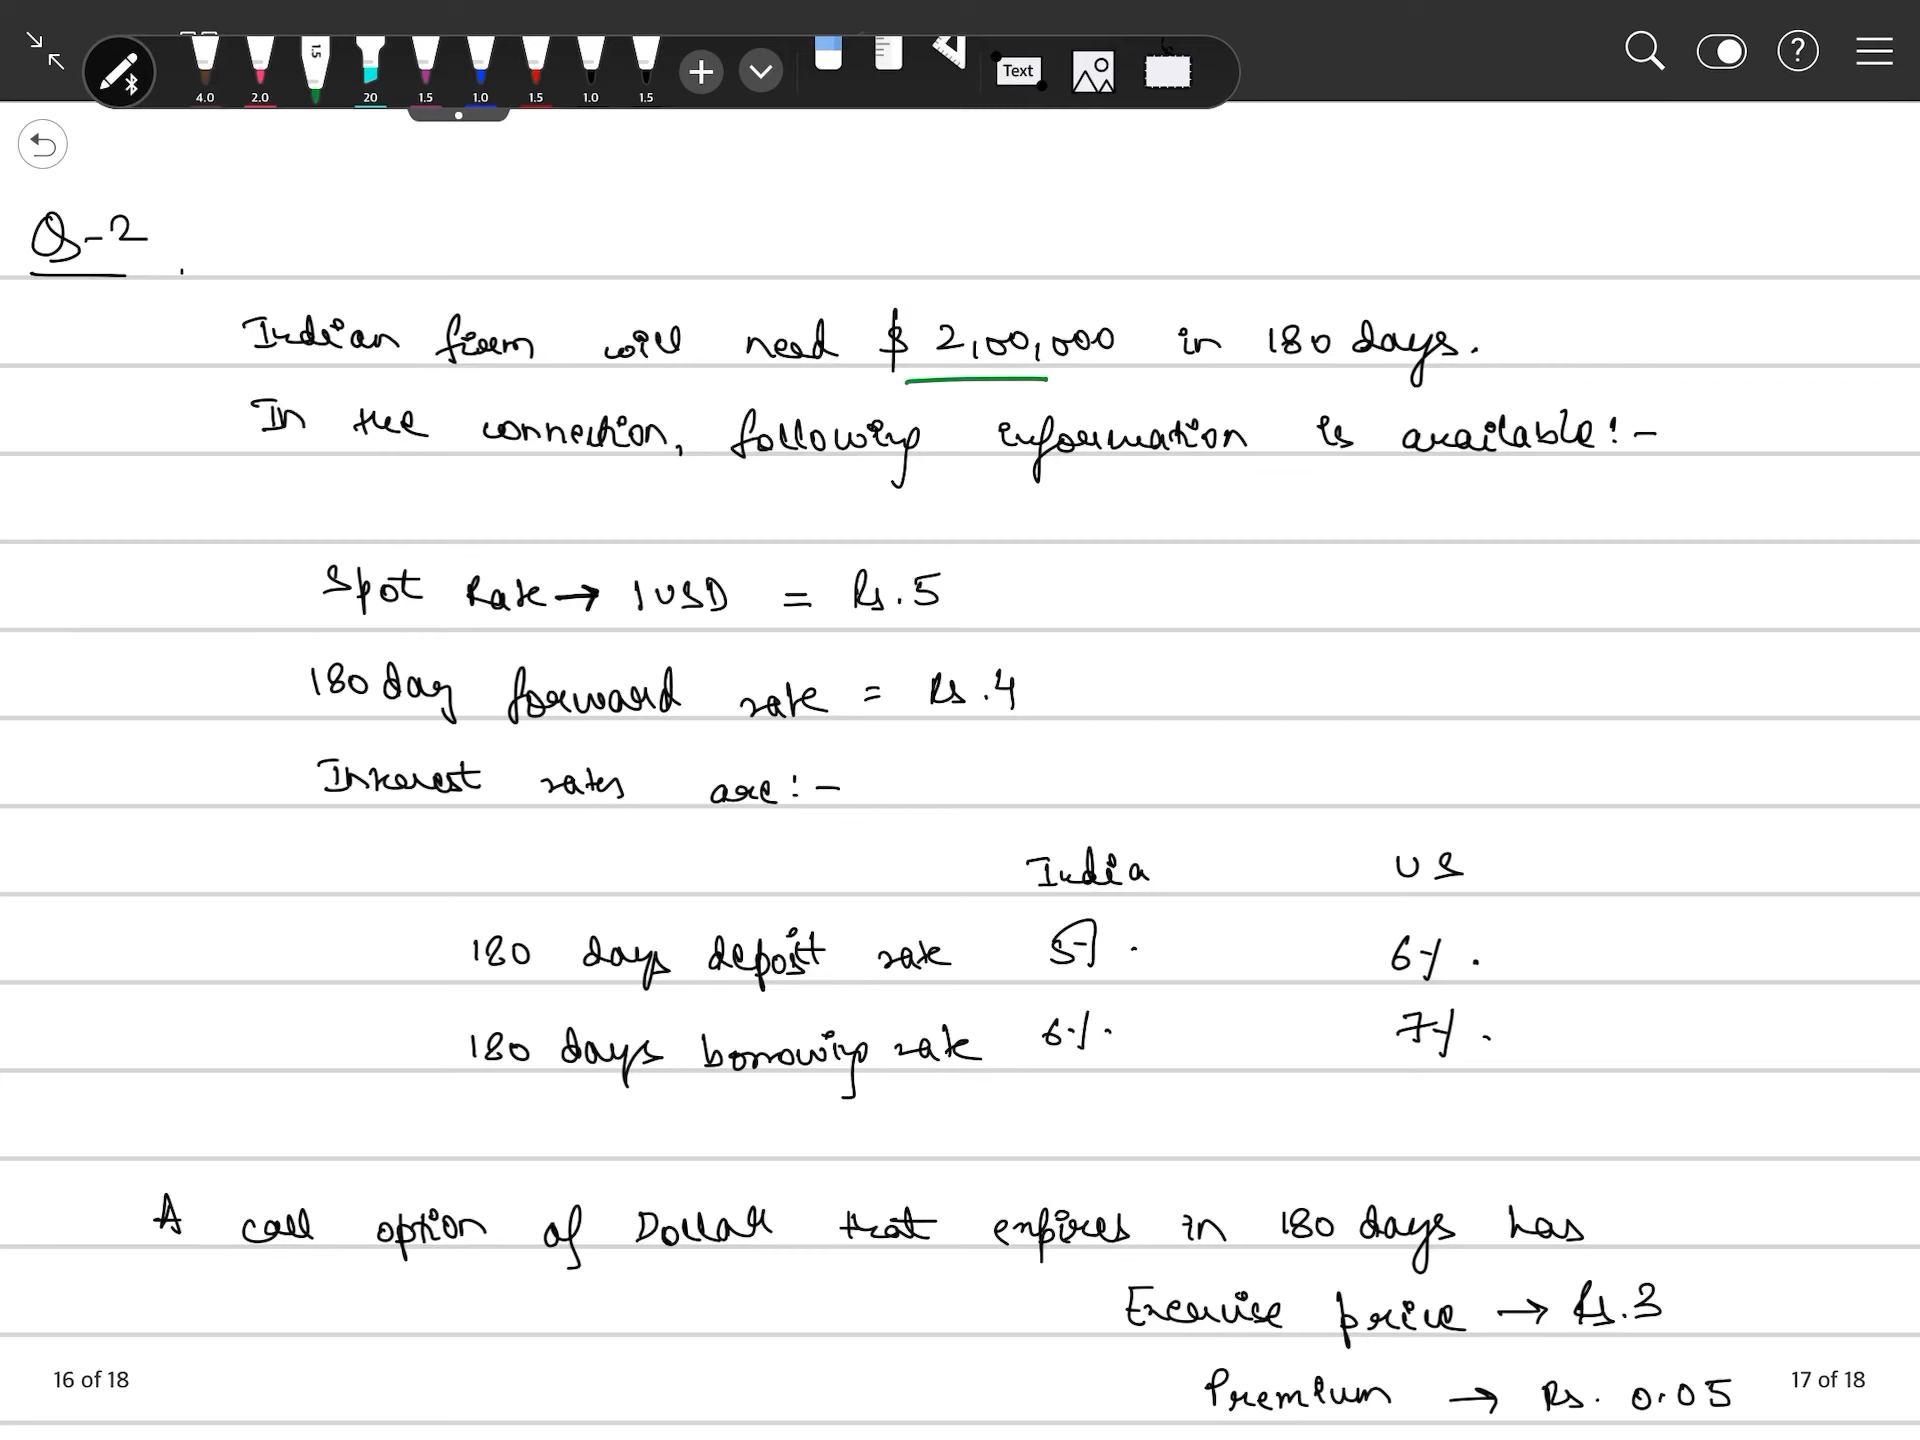 4.0 2.0 1.5 20 1.5 1.0 1.5 1.0 1.5 Text
Qs-2
Indian firm will need $ 2,00,000 in 180 days.
In the connection, following information is available:-
Spot Rate → 1 USD = Rs. 5
180 day forward rate = Rs. 4
Interest rates are:-
India US
180 days deposit rate 5%. 6%.
180 days borrowing rate 6%. 7%.
A call option of Dollar that expires in 180 days has
Exercise price → Rs. 3
Premium → Rs. 0.05
16 of 18
17 of 18